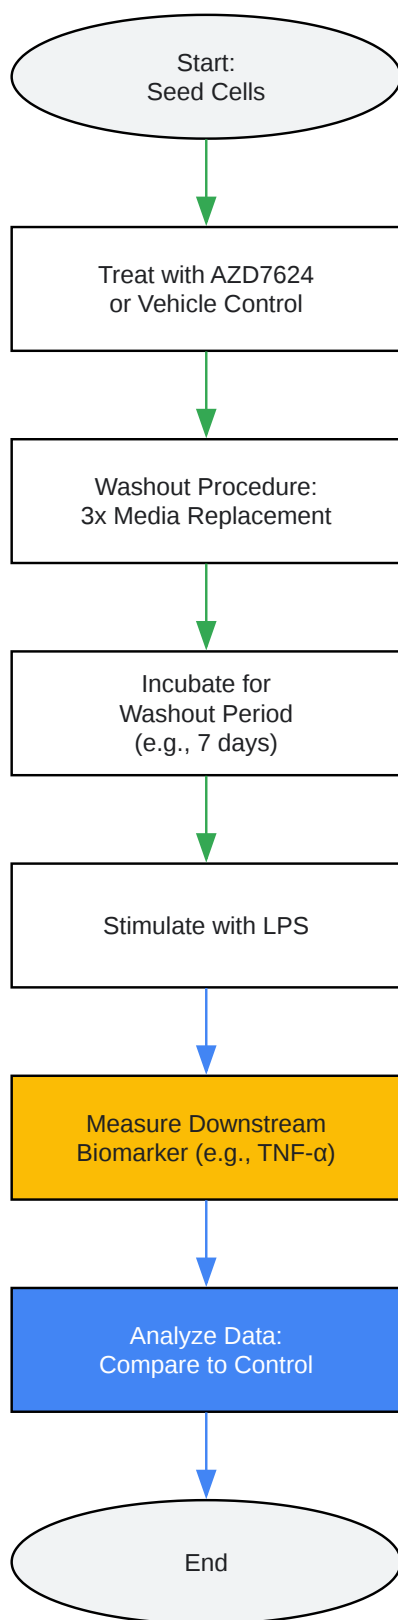 Start:
Seed Cells
Treat with AZD7624
or Vehicle Control
Washout Procedure:
3x Media Replacement
Incubate for
Washout Period
(e.g., 7 days)
Stimulate with LPS
Measure Downstream
Biomarker (e.g., TNF-α)
Analyze Data:
Compare to Control
End